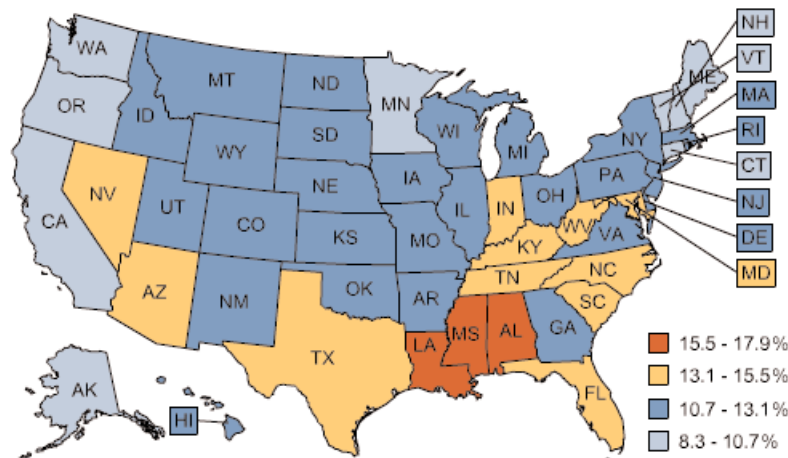 NH
WA
VT
ME
MT
ND
MN
MA
OR
ID
WI
NY
RI
SD
MI
WY
CT
PA
IA
NE
NV
OH
NJ
IN
IL
UT
CA
CO
WV
DE
VA
KS
MO
KY
MD
NC
TN
AZ
OK
NM
AR
SC
MS
AL
GA
LA
15.5 - 17.9%
TX
13.1 - 15.5%
AK
FL
10.7 - 13.1%
HI
8.3 - 10.7%